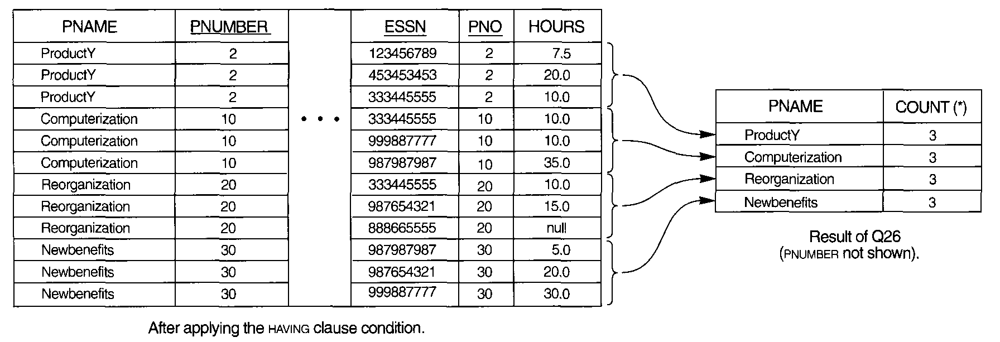 PNAME PNUMBER ESSN PNO HOURS
ProductY 2 123456789 2 7.5
ProductY 2 453453453 2 20.0
ProductY 2 333445555 2 10.0
Computerization 10 • • • 333445555 10 10.0
Computerization 10 999887777 10 10.0
Computerization 10 987987987 10 35.0
Reorganization 20 333445555 20 10.0
Reorganization 20 987654321 20 15.0
Reorganization 20 888665555 20 null
Newbenefits 30 987987987 30 5.0
Newbenefits 30 987654321 30 20.0
Newbenefits 30 999887777 30 30.0
After applying the HAVING clause condition.
PNAME COUNT (*)
ProductY 3
Computerization 3
Reorganization 3
Newbenefits 3
Result of Q26
(PNUMBER not shown).